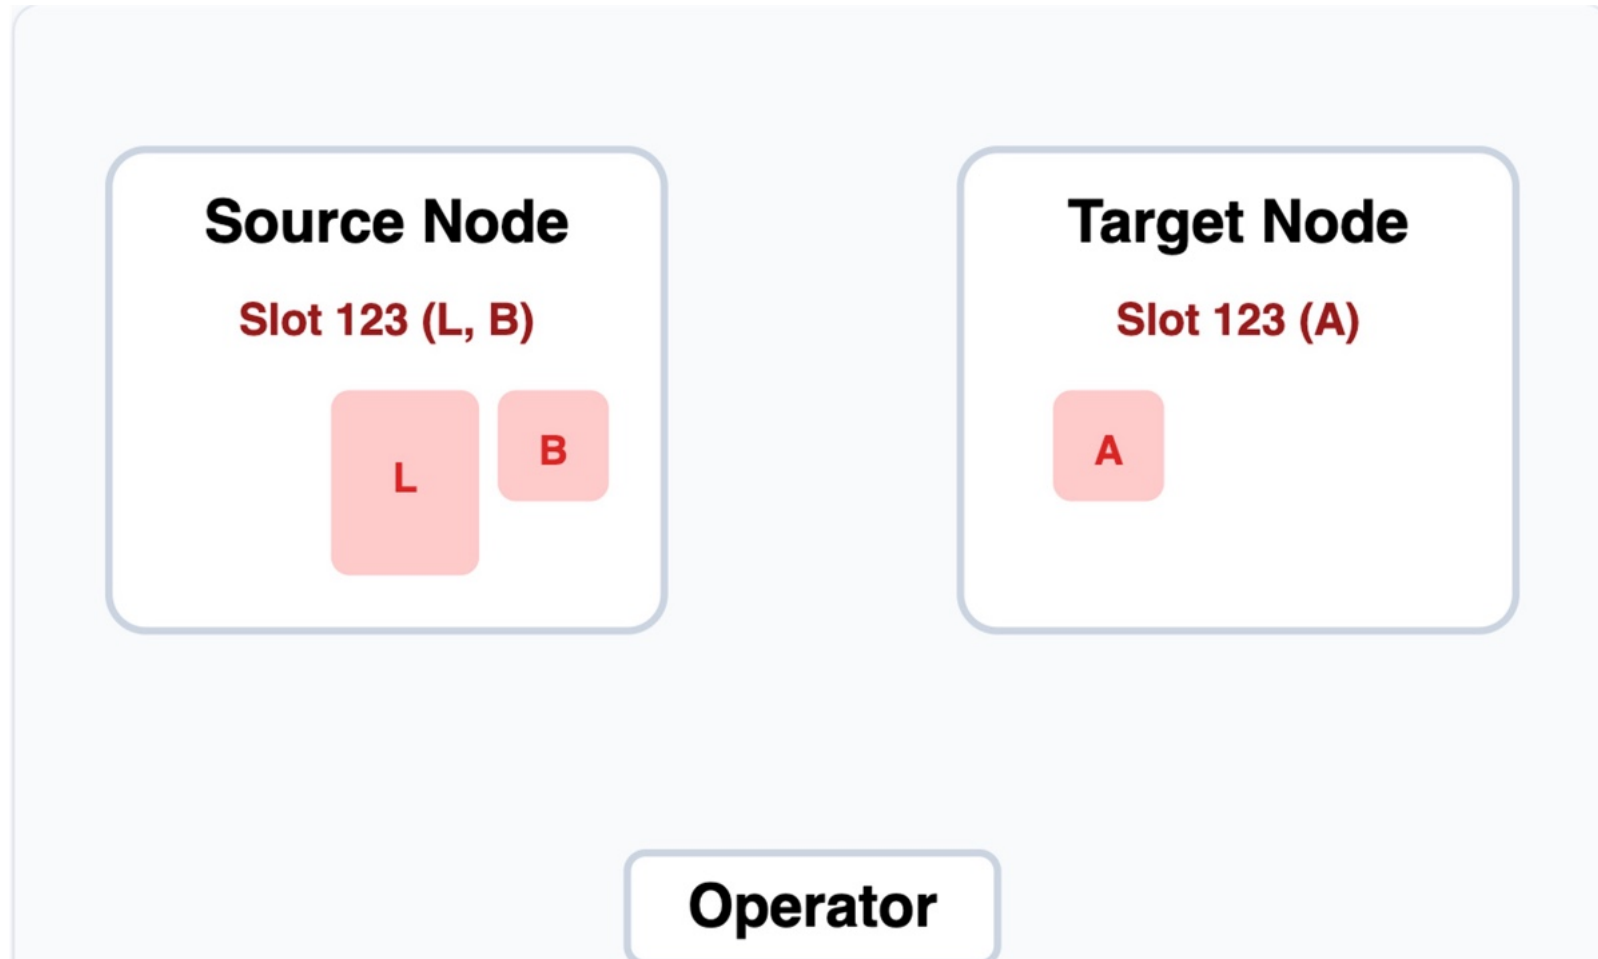 Source Node
Slot 123 (L, B)
L
B
Target Node
Slot 123 (A)
A
Operator